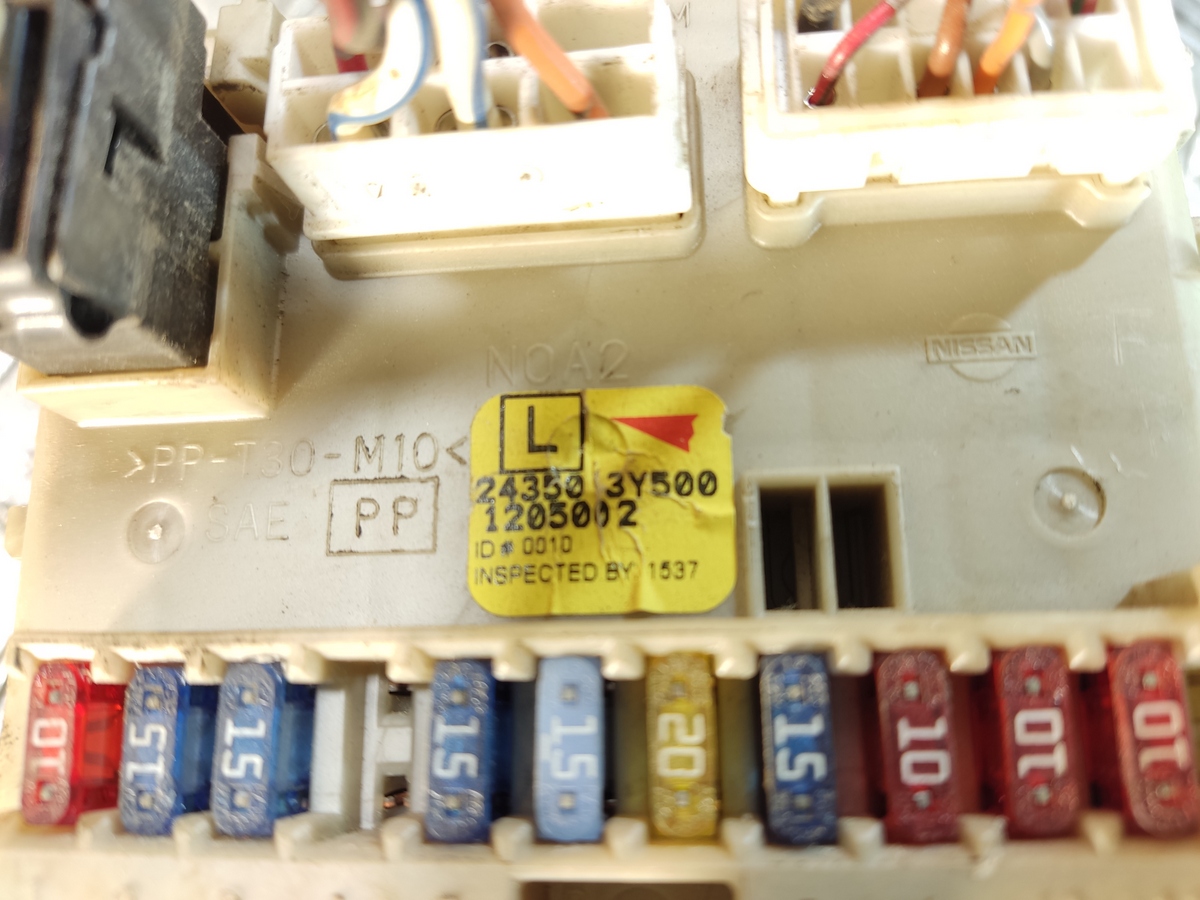 M
NOA2
NISSAN
F
>PP-T30-M10<
SAE
PP
L
24350 3Y500
1205002
ID # 0010
INSPECTED BY 1537
10
15
15
15
15
20
15
10
10
10